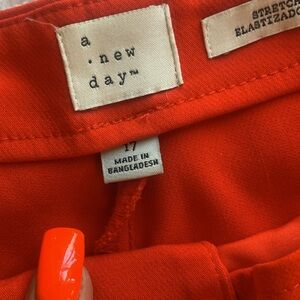 a
. new
day™
STRETCH
ELASTIZADO
17
MADE IN
BANGLADESH